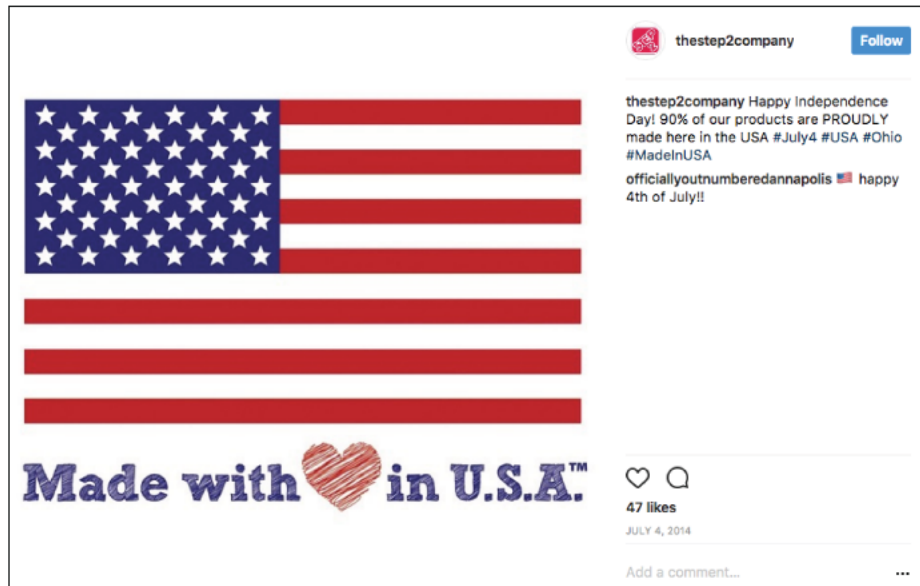 thestep2company
Follow
thestep2company Happy Independence
Day! 90% of our products are PROUDLY
made here in the USA #July4 #USA #Ohio
#MadeInUSA
officiallyoutnumberedannapolis 🇺🇸 happy
4th of July!!
Made with in U.S.A.™
47 likes
JULY 4, 2014
Add a comment...